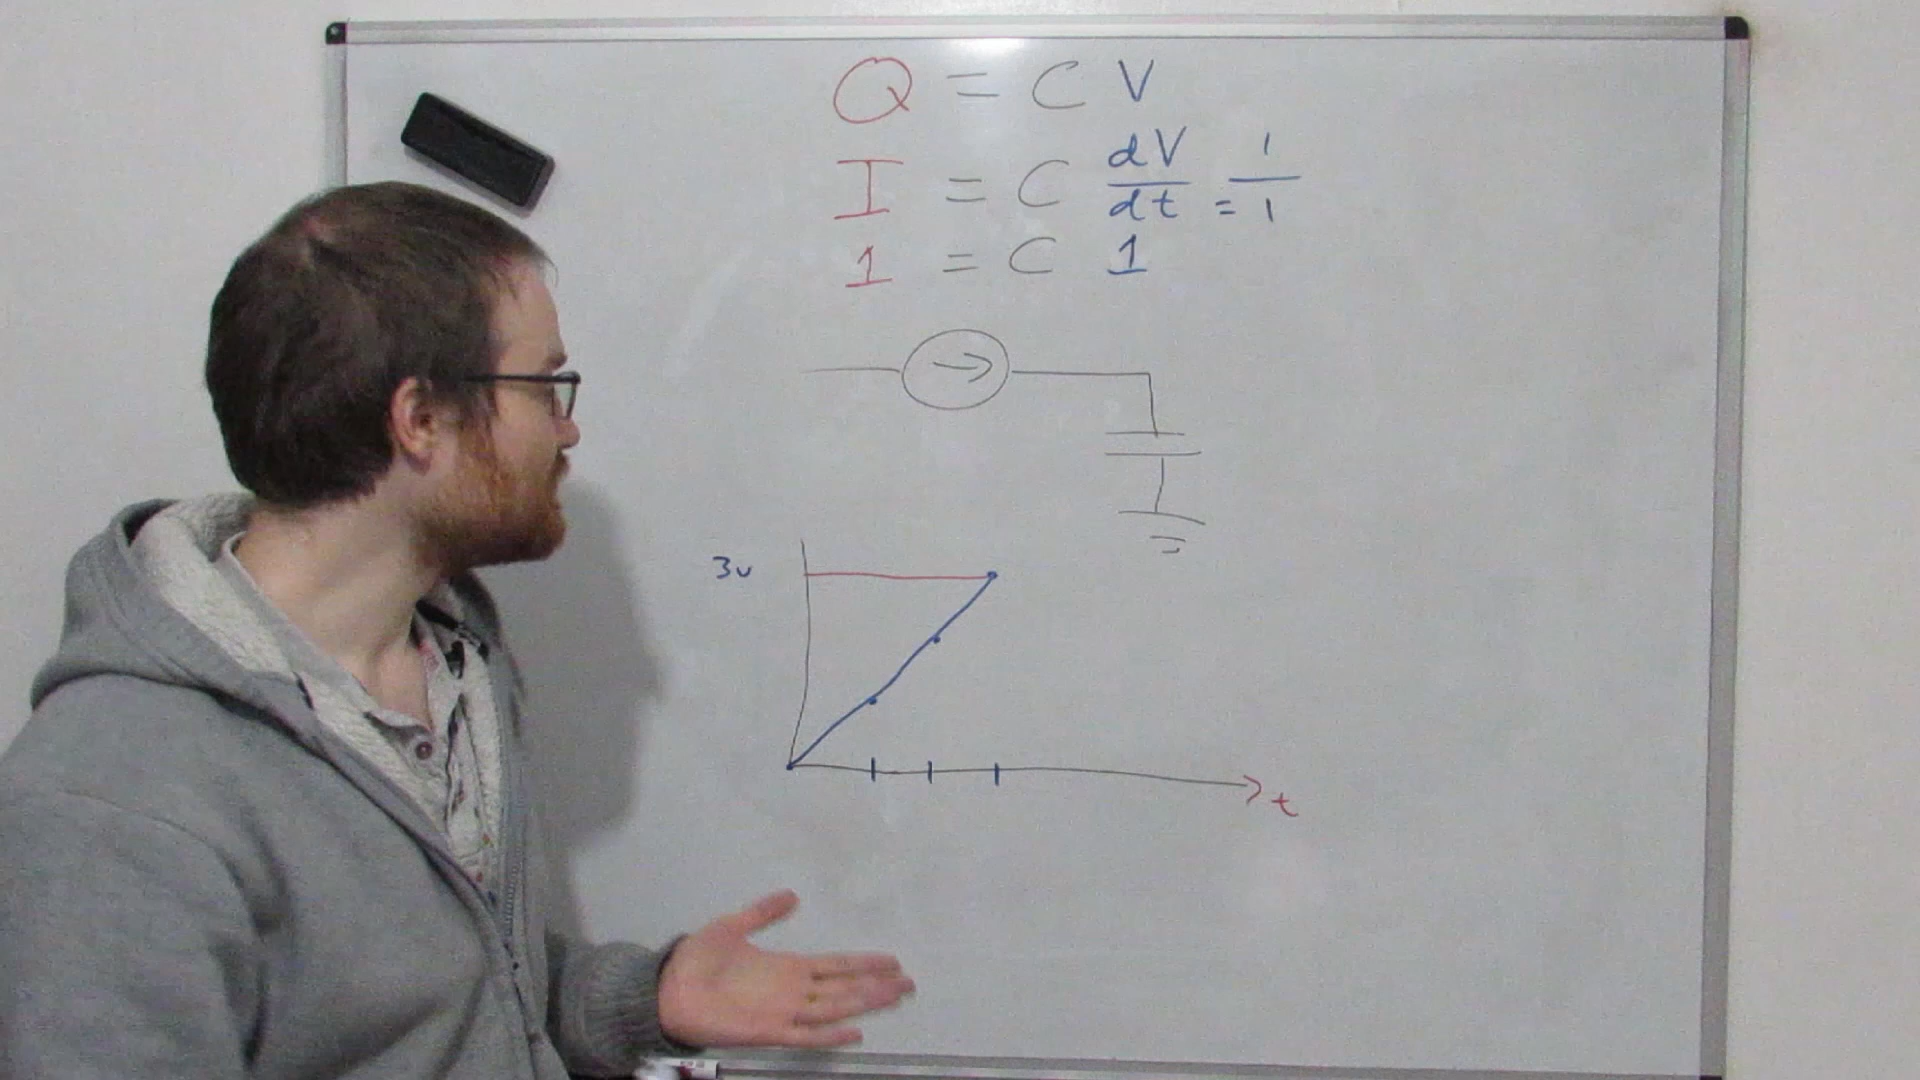 Q = C V
I = C dV/dt = 1/1
1 = C 1
3v
t